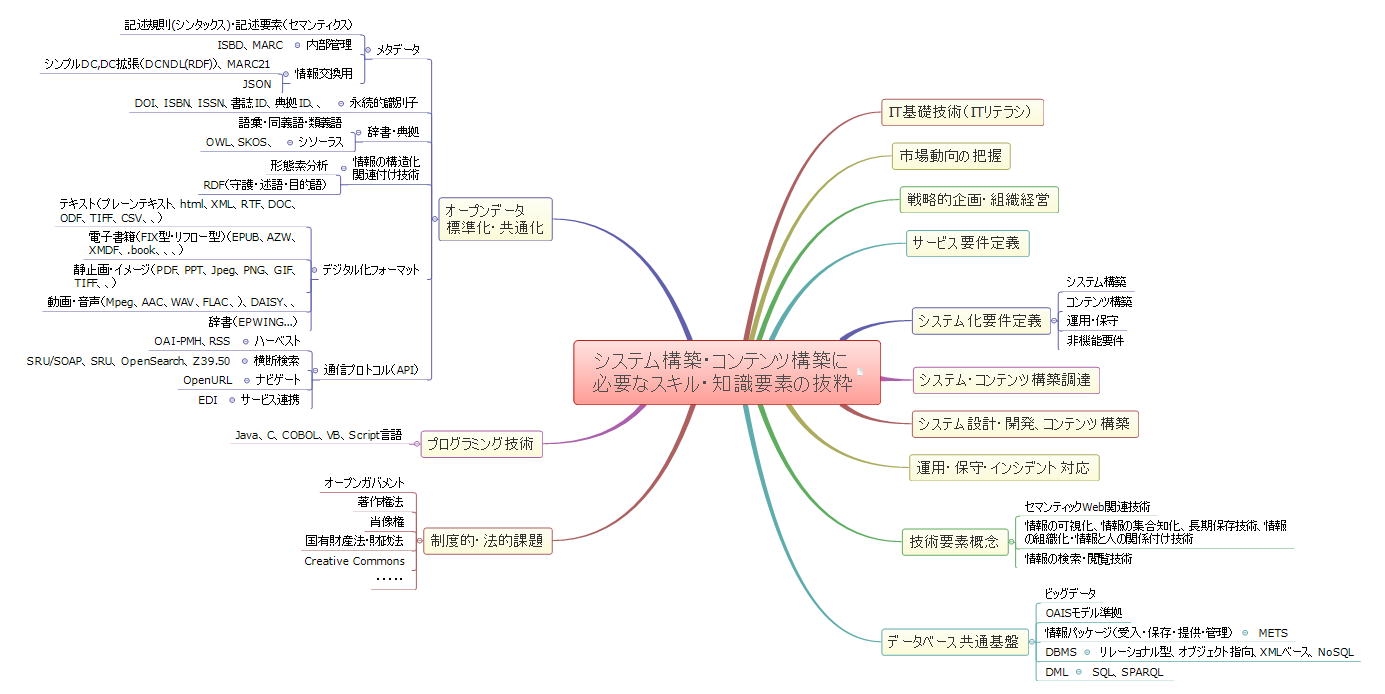 システム構築・コンテンツ構築に
必要なスキル・知識要素の抜粋
IT基礎技術（ITリテラシ）
市場動向の把握
戦略的企画・組織経営
サービス要件定義
システム化要件定義
システム構築
コンテンツ構築
運用・保守
非機能要件
システム・コンテンツ構築調達
システム設計・開発、コンテンツ構築
運用・保守・インシデント対応
技術要素概念
セマンティックWeb関連技術
情報の可視化、情報の集合知化、長期保存技術、情報
の組織化・情報と人の関係付け技術
情報の検索・閲覧技術
データベース共通基盤
ビッグデータ
OAISモデル準拠
情報パッケージ（受入・保存・提供・管理） METS
DBMS リレーショナル型、オブジェクト指向、XMLベース、NoSQL
DML SQL、SPARQL
オープンデータ
標準化・共通化
メタデータ
記述規則(シンタックス)・記述要素（セマンティクス）
ISBD、MARC 内部管理
シンプルDC,DC拡張（DCNDL(RDF)）、MARC21
情報交換用
JSON
DOI、ISBN、ISSN、書誌ID、典拠ID、、 永続的識別子
語彙・同義語・類義語
辞書・典拠
OWL、SKOS、 シソーラス
形態素分析
情報の構造化
関連付け技術
RDF（守護・述語・目的語）
テキスト（プレーンテキスト、html、XML、RTF、DOC、
ODF、TIFF、CSV、、）
電子書籍（FIX型・リフロー型）（EPUB、AZW、
XMDF、.book、、、）
静止画・イメージ（PDF、PPT、Jpeg、PNG、GIF、
TIFF、、）
デジタル化フォーマット
動画・音声（Mpeg、AAC、WAV、FLAC、）、DAISY、、
辞書（EPWING...）
OAI-PMH、RSS ハーベスト
SRU/SOAP、SRU、OpenSearch、Z39.50 横断検索
通信プロトコル（API）
OpenURL ナビゲート
EDI サービス連携
Java、C、COBOL、VB、Script言語 プログラミング技術
オープンガバメント
著作権法
肖像権
国有財産法・財政法
制度的・法的課題
Creative Commons
・・・・・